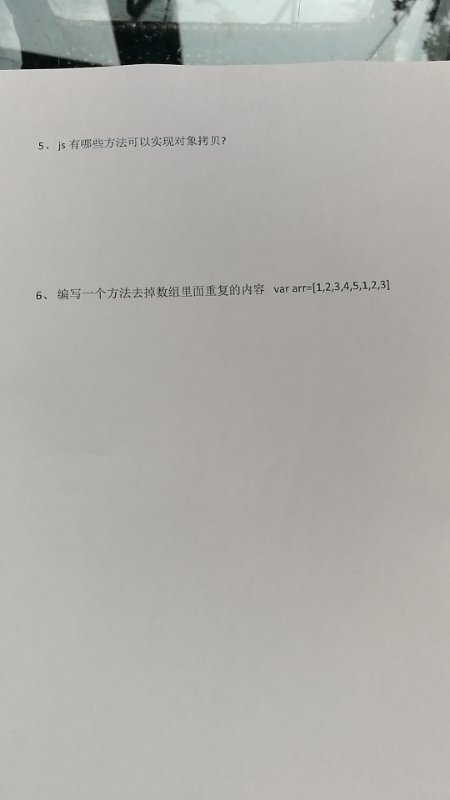 5、 js 有哪些方法可以实现对象拷贝?
6、 编写一个方法去掉数组里面重复的内容 var arr=[1,2,3,4,5,1,2,3]